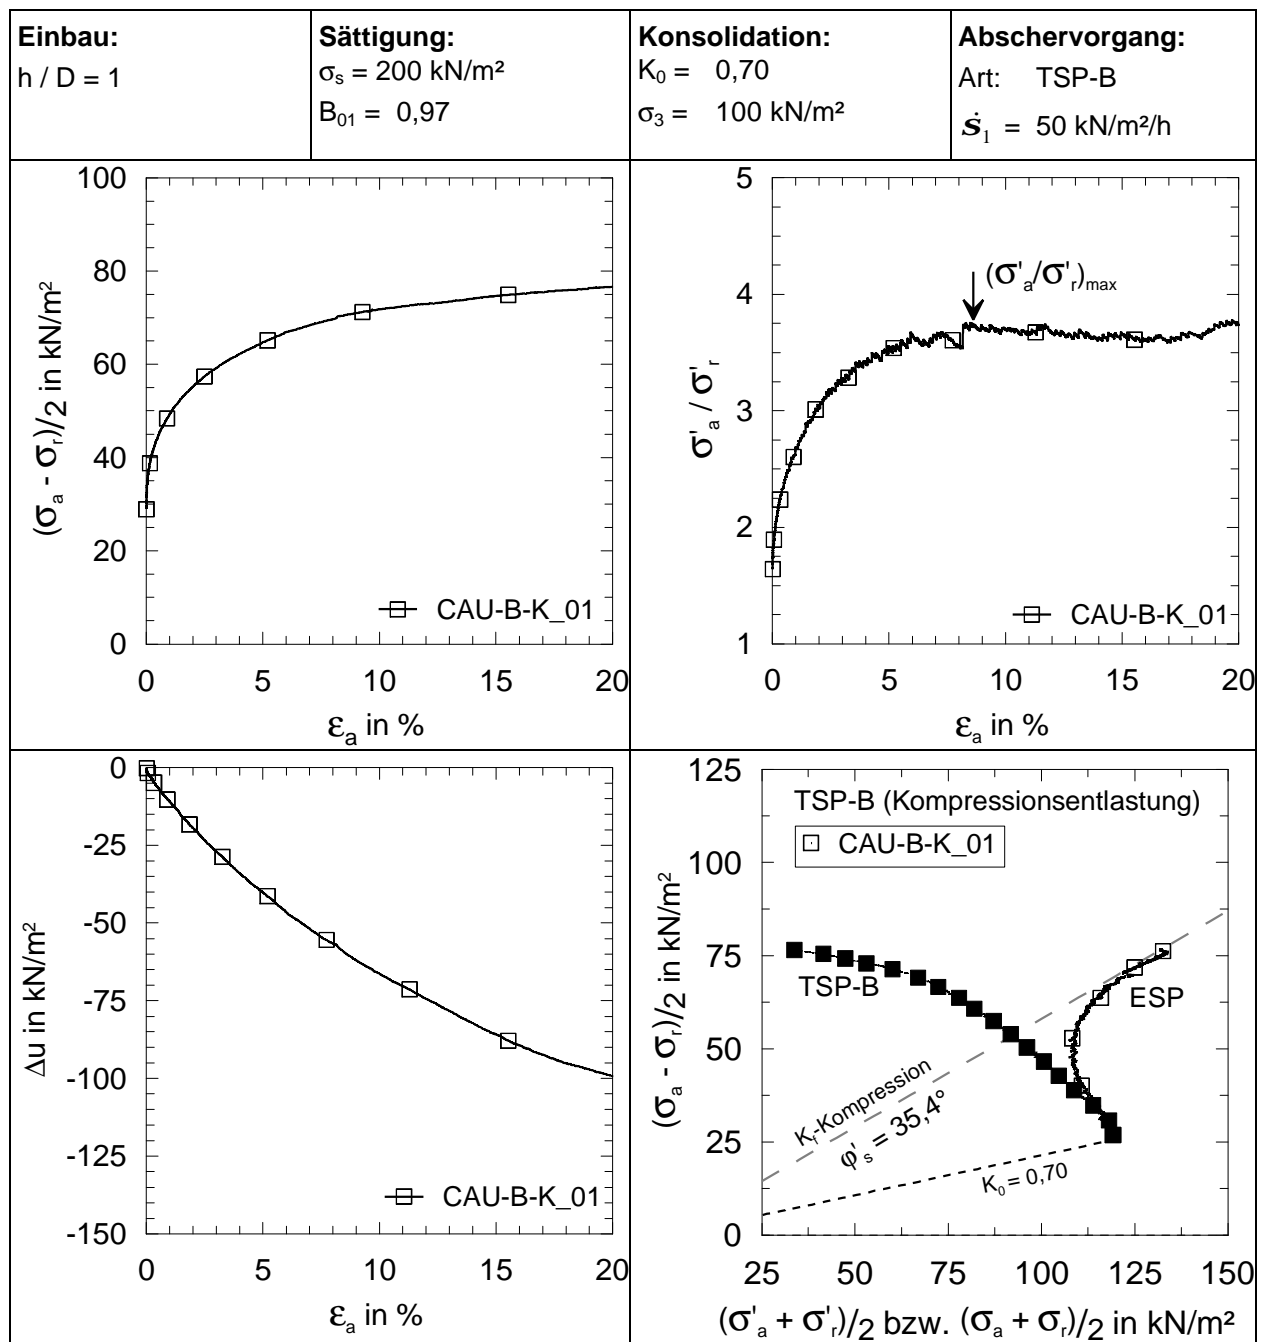 Einbau:
h / D = 1
Sättigung:
σs = 200 kN/m²
B01 = 0,97
Konsolidation:
K0 = 0,70
σ3 = 100 kN/m²
Abschervorgang:
Art: TSP-B
ṡ1 = 50 kN/m²/h
100
80
60
40
20
0
(σa - σr)/2 in kN/m²
CAU-B-K_01
0 5 10 15 20
εa in %
5
4
3
2
1
σ'a / σ'r
(σ'a/σ'r)max
CAU-B-K_01
0 5 10 15 20
εa in %
0
-25
-50
-75
-100
-125
-150
Δu in kN/m²
CAU-B-K_01
0 5 10 15 20
εa in %
125
100
75
50
25
0
(σa - σr)/2 in kN/m²
TSP-B (Kompressionsentlastung)
CAU-B-K_01
TSP-B
ESP
Kf-Kompression
φ's = 35,4°
K0 = 0,70
25 50 75 100 125 150
(σ'a + σ'r)/2 bzw. (σa + σr)/2 in kN/m²